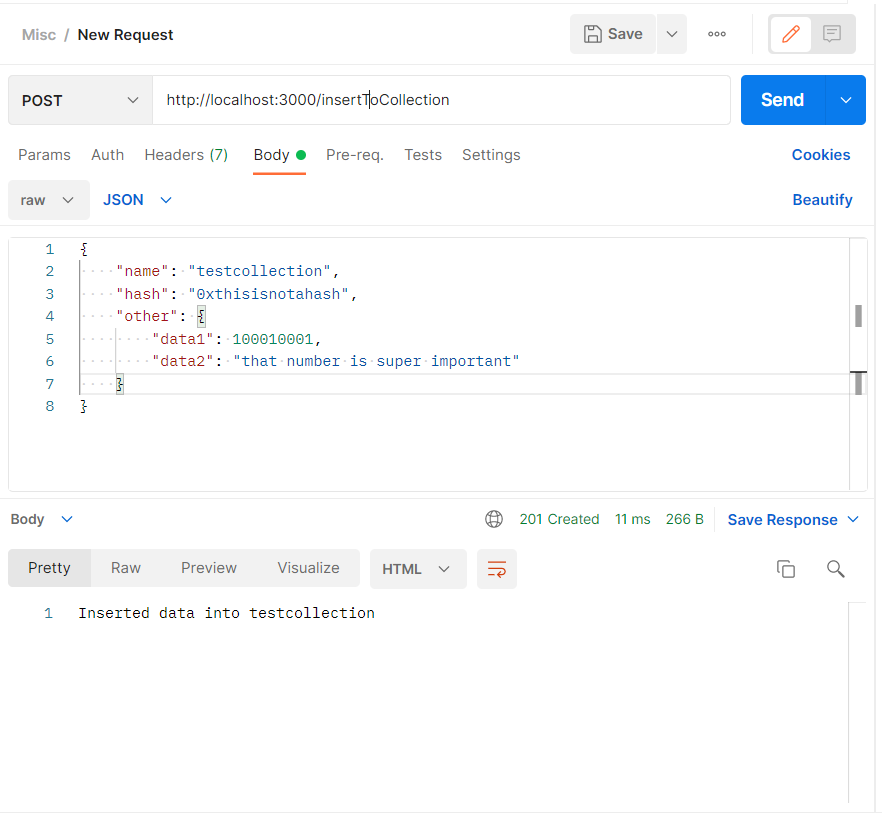 Misc / New Request Save
POST http://localhost:3000/insertToCollection Send
Params Auth Headers (7) Body Pre-req. Tests Settings Cookies
raw JSON Beautify
1 {
2 "name": "testcollection",
3 "hash": "0xthisisnotahash",
4 "other": {
5 "data1": 100010001,
6 "data2": "that number is super important"
7 }
8 }
Body 201 Created 11 ms 266 B Save Response
Pretty Raw Preview Visualize HTML
1 Inserted data into testcollection